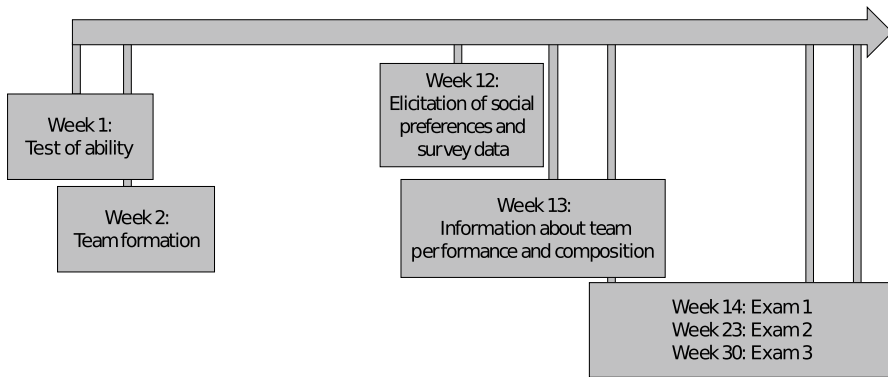 Week 1:
Test of ability
Week 2:
Team formation
Week 12:
Elicitation of social
preferences and
survey data
Week 13:
Information about team
performance and composition
Week 14: Exam 1
Week 23: Exam 2
Week 30: Exam 3